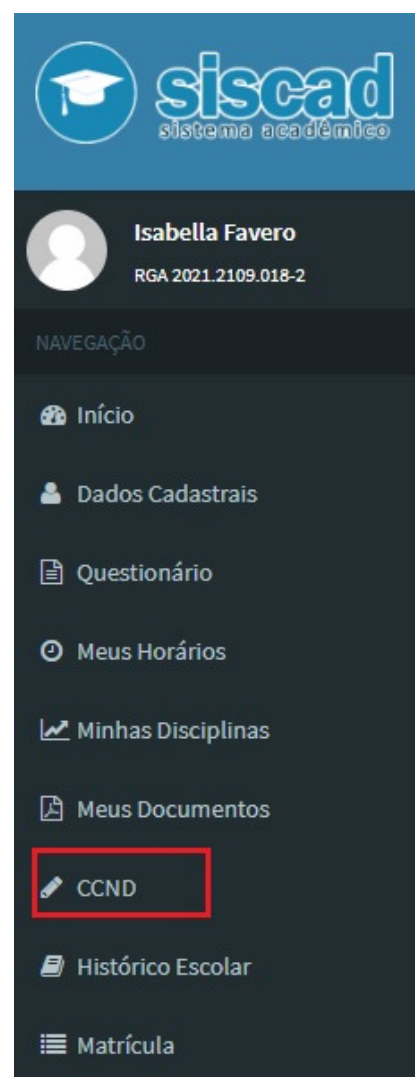 siscad
sistema acadêmico
Isabella Favero
RGA 2021.2109.018-2
NAVEGAÇÃO
Início
Dados Cadastrais
Questionário
Meus Horários
Minhas Disciplinas
Meus Documentos
CCND
Histórico Escolar
Matrícula